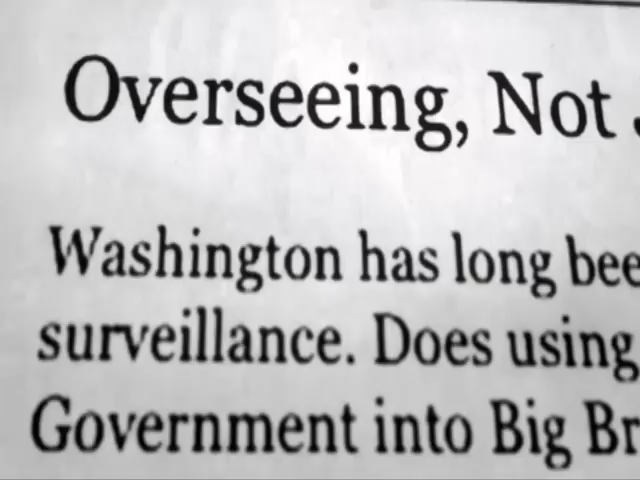 Overseeing, Not
Washington has long bee
surveillance. Does using
Government into Big Br